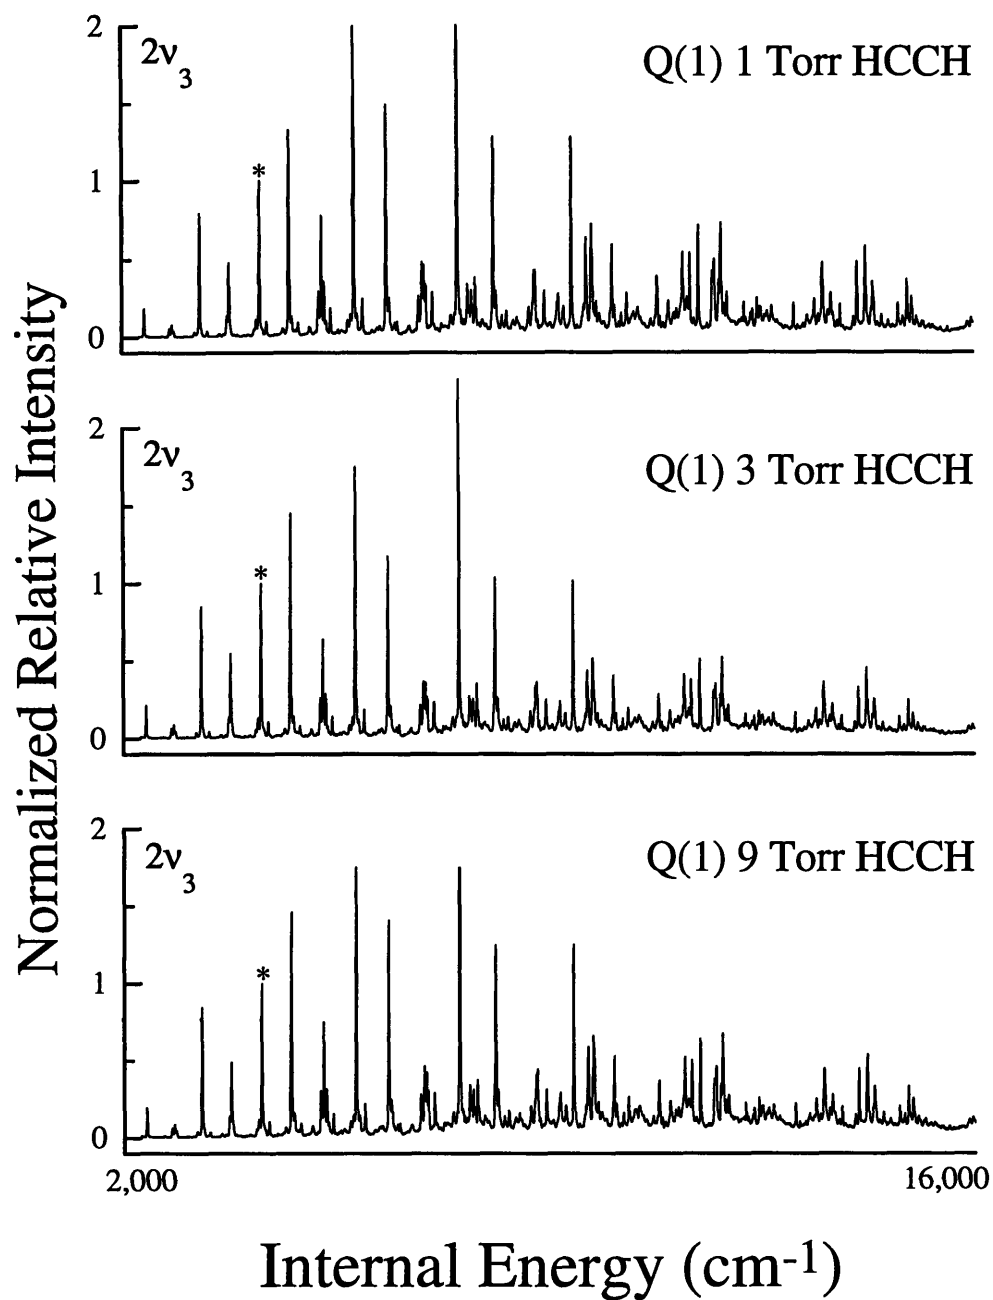 Normalized Relative Intensity
2
1
0
2ν3
*
Q(1) 1 Torr HCCH
2
1
0
2ν3
*
Q(1) 3 Torr HCCH
2
1
0
2ν3
*
Q(1) 9 Torr HCCH
2,000
16,000
Internal Energy (cm-1)